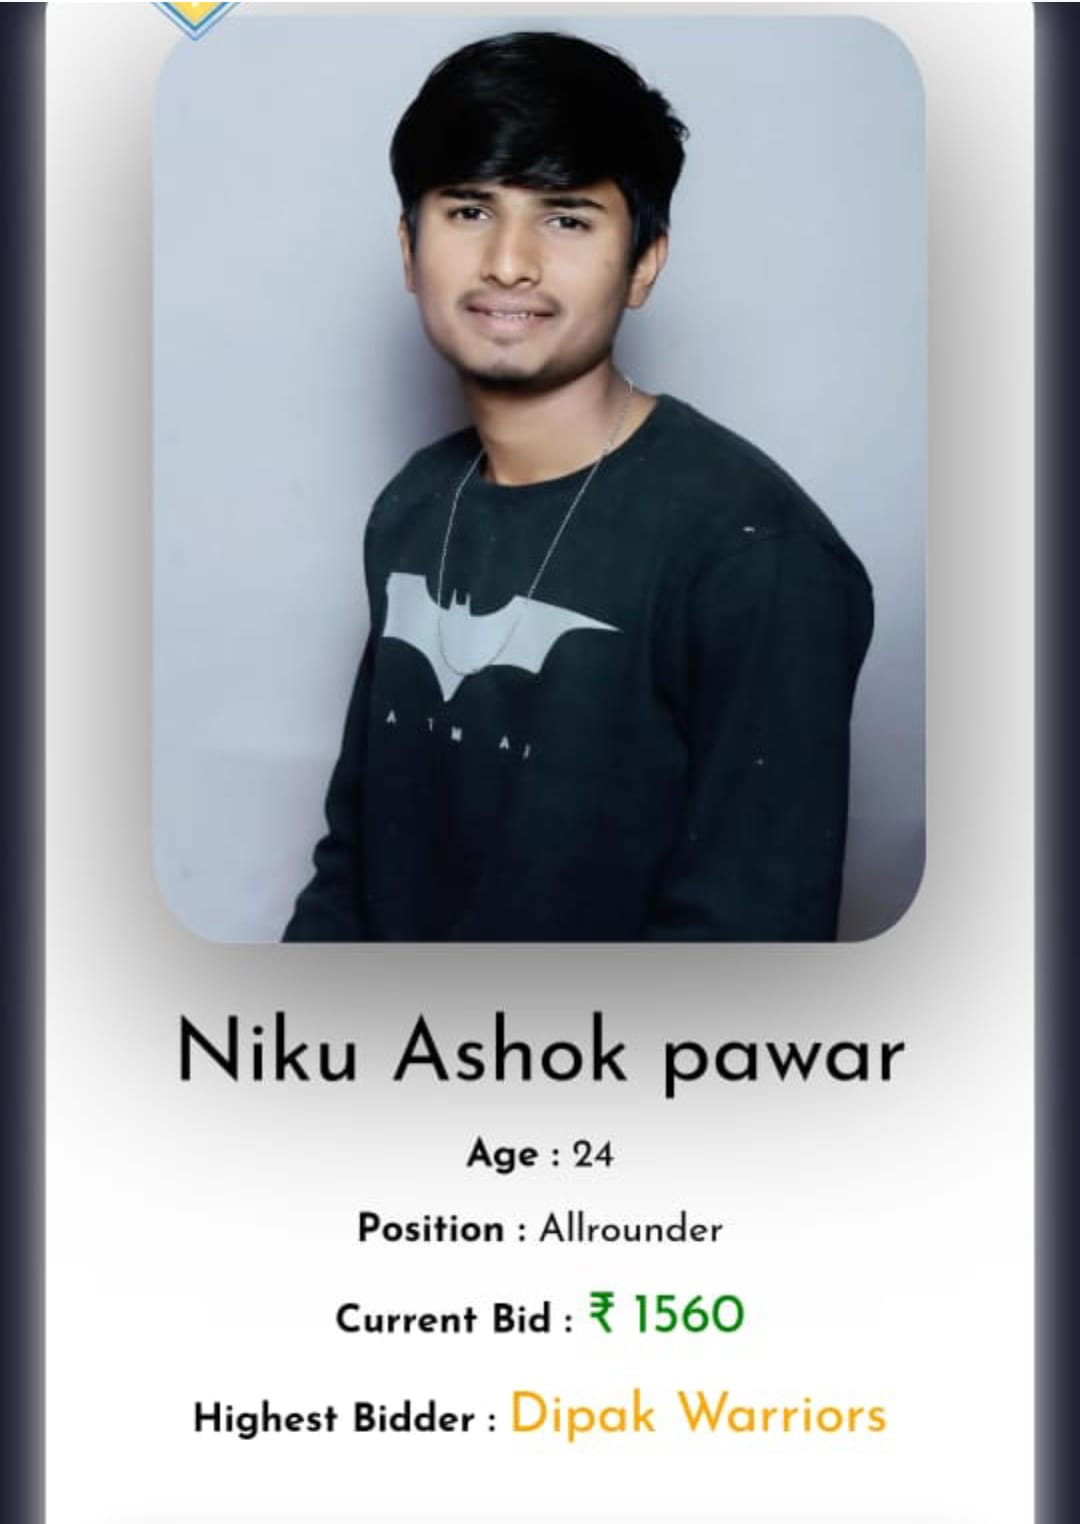 Niku Ashok pawar
Age : 24
Position : Allrounder
Current Bid : ₹ 1560
Highest Bidder : Dipak Warriors